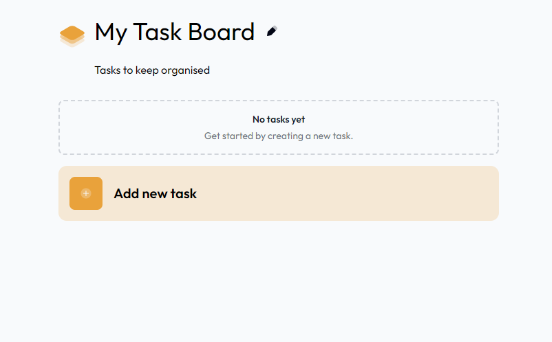 My Task Board
Tasks to keep organised
No tasks yet
Get started by creating a new task.
Add new task